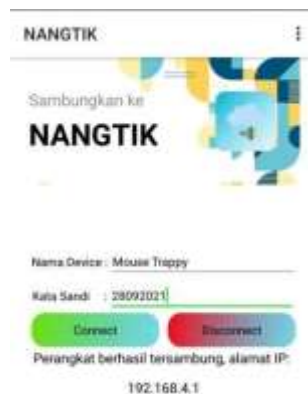 NANGTIK
Sambungkan ke
NANGTIK
Nama Device : Mouse Trappy
Kata Sandi : 28092021
Connect Disconnect
Perangkat berhasil tersambung, alamat IP:
192.168.4.1